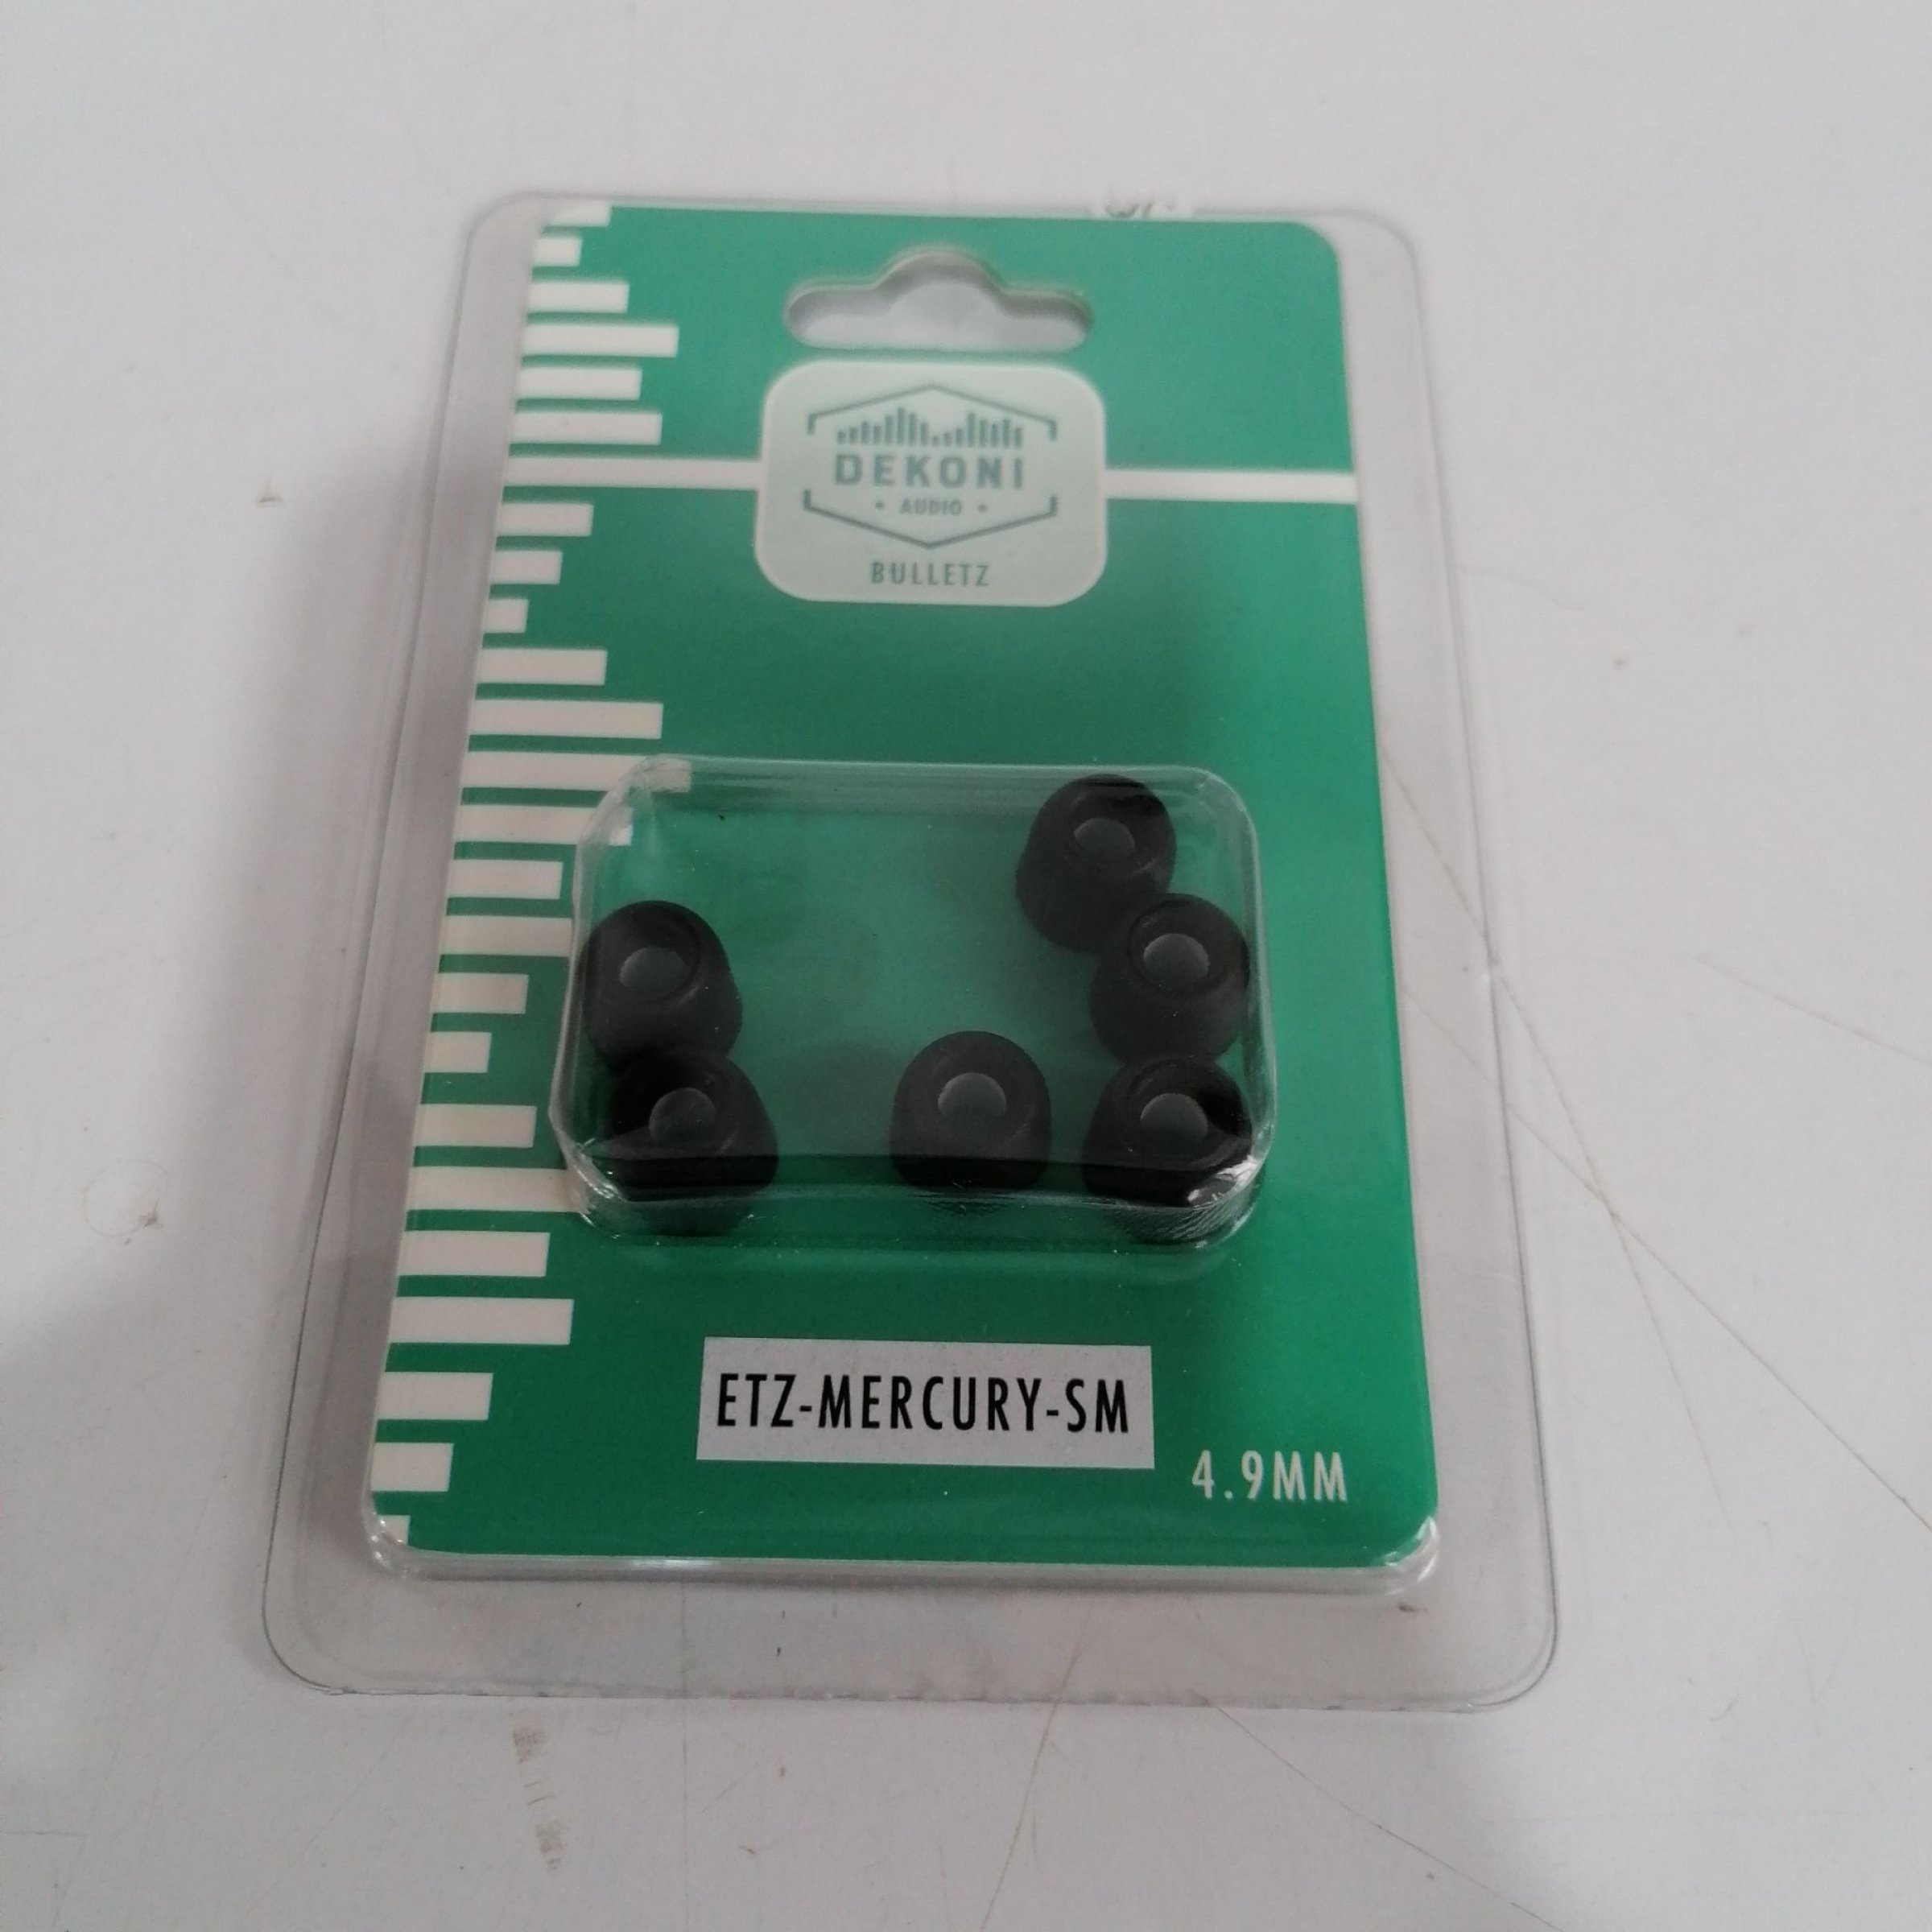 DEKONI
• AUDIO •
BULLETZ
ETZ-MERCURY-SM
4.9MM